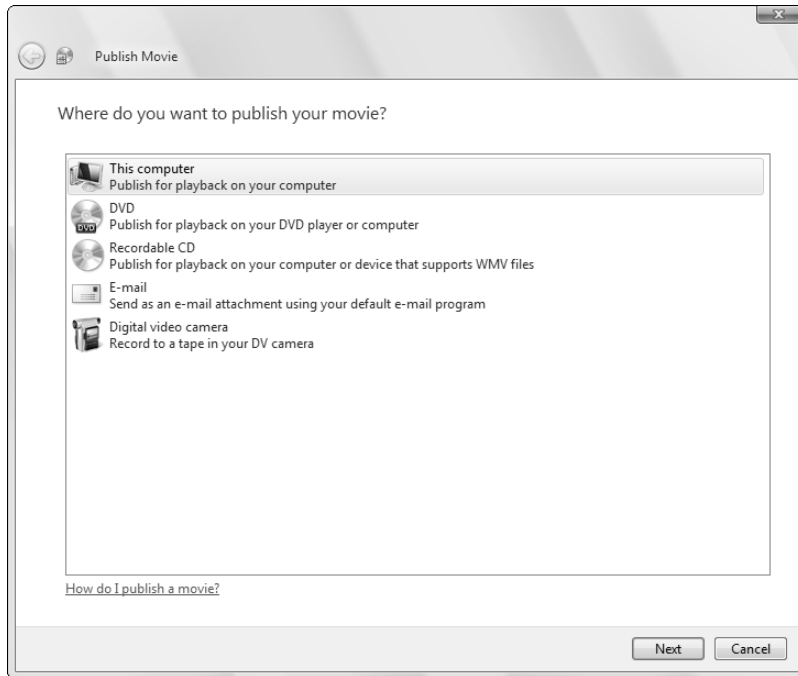 Publish Movie
Where do you want to publish your movie?
This computer
Publish for playback on your computer
DVD
DVD
Publish for playback on your DVD player or computer
Recordable CD
Publish for playback on your computer or device that supports WMV files
E-mail
Send as an e-mail attachment using your default e-mail program
Digital video camera
Record to a tape in your DV camera
How do I publish a movie?
Next Cancel